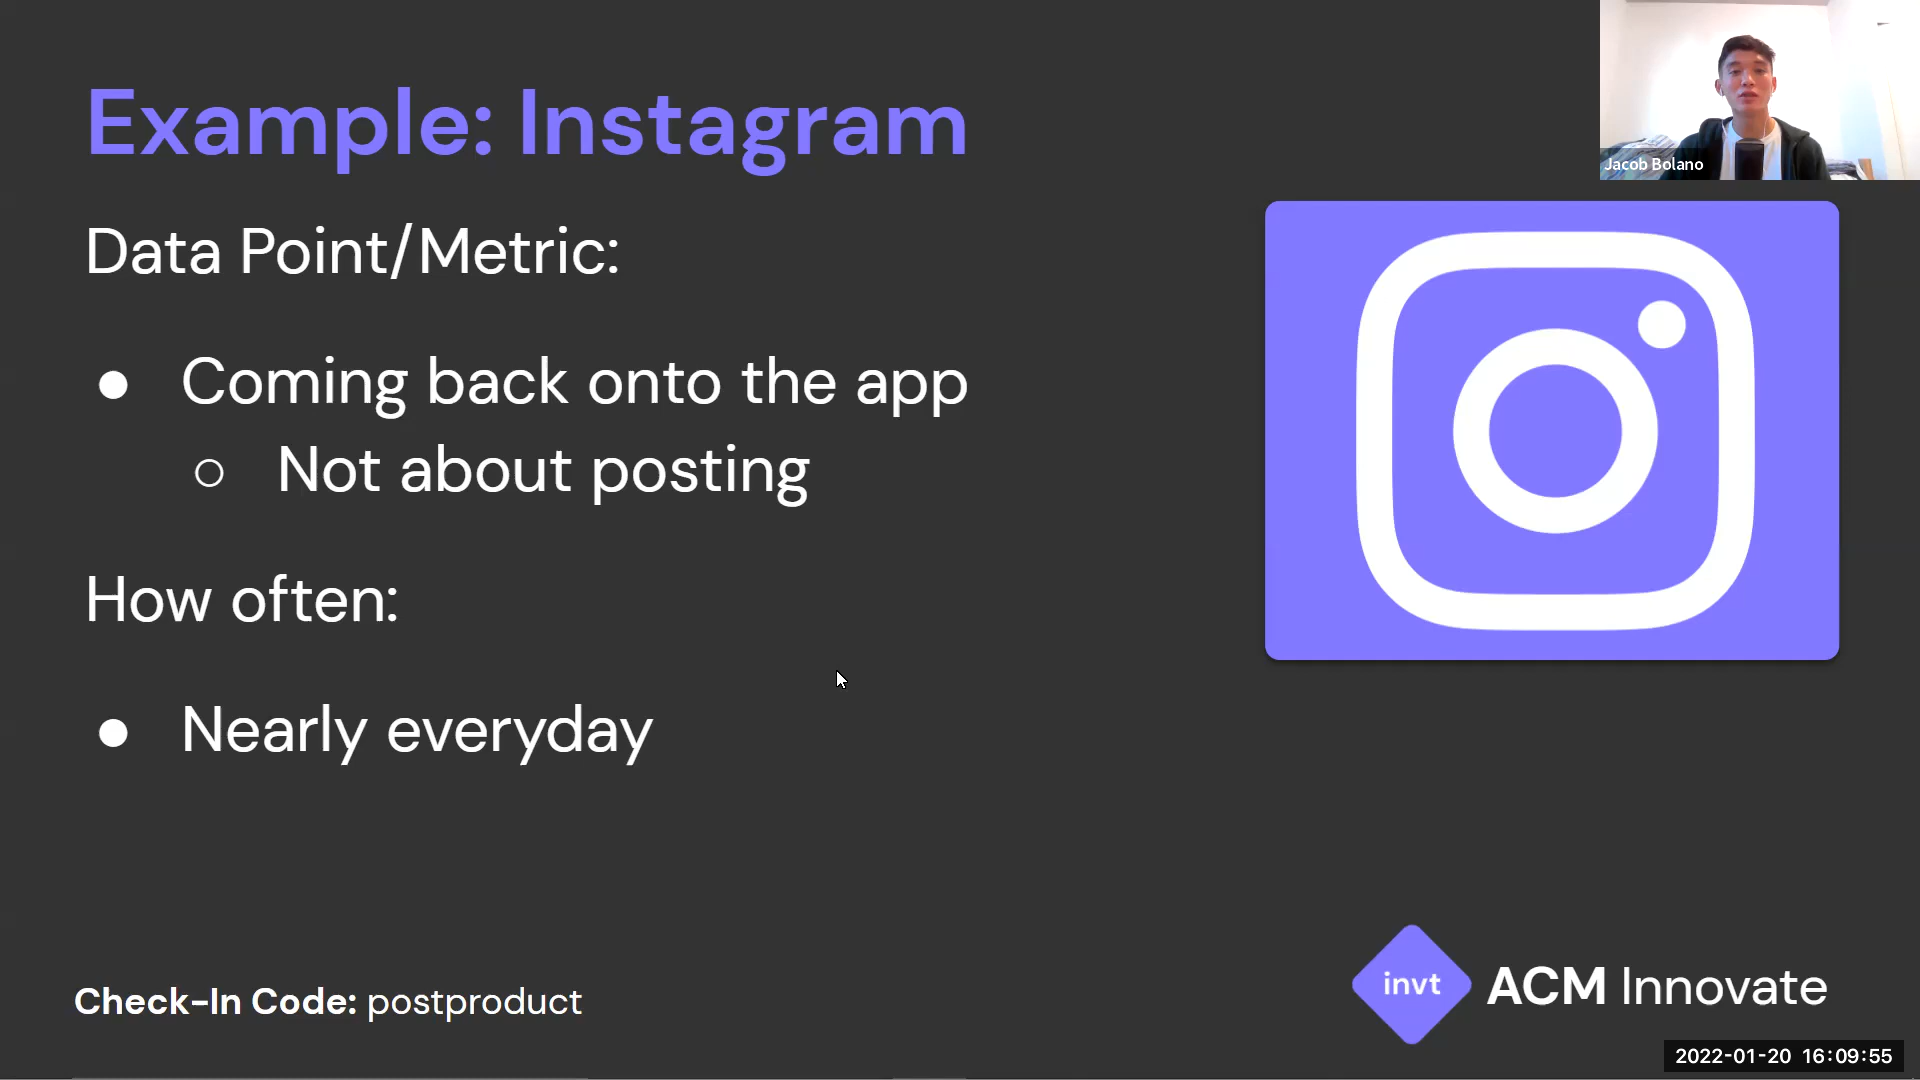 Example: Instagram
Jacob Bolano
Data Point/Metric:
● Coming back onto the app
○ Not about posting
How often:
● Nearly everyday
Check-In Code: postproduct
invt ACM Innovate
2022-01-20 16:09:55